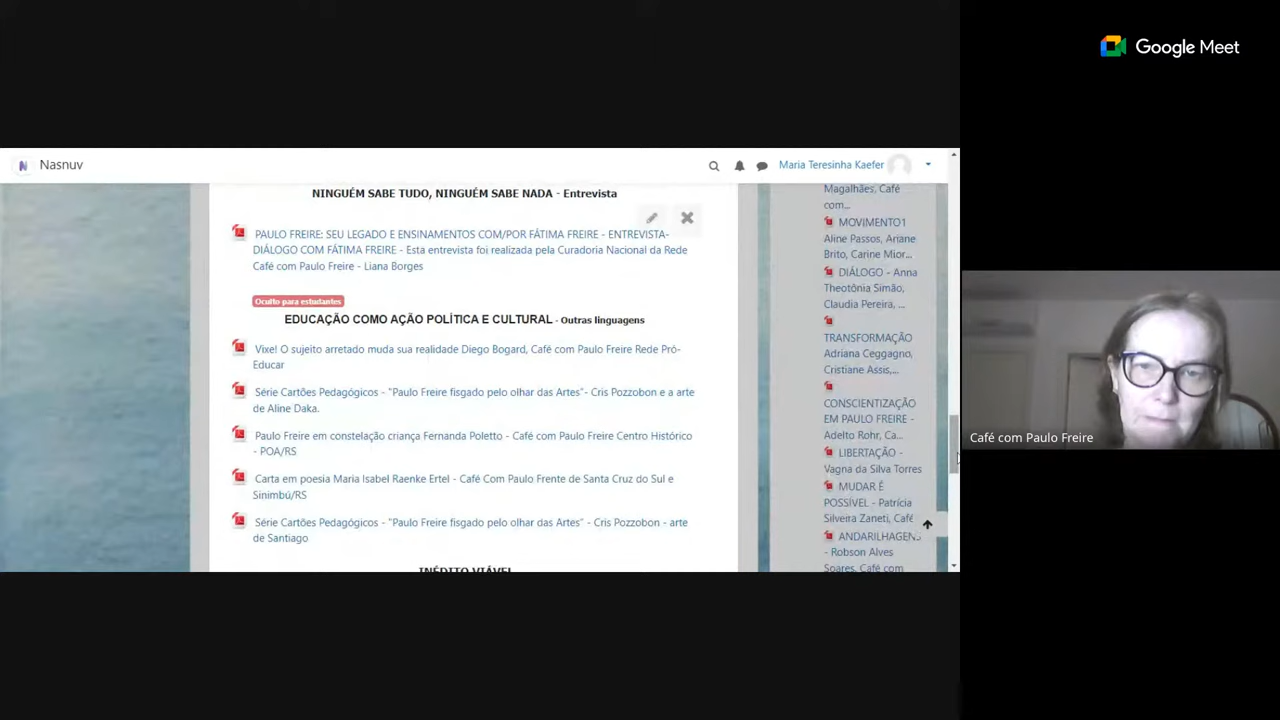 Google Meet
Nasnuv
Maria Teresinha Kaefer
NINGUÉM SABE TUDO, NINGUÉM SABE NADA - Entrevista
PAULO FREIRE: SEU LEGADO E ENSINAMENTOS COM/POR FÁTIMA FREIRE - ENTREVISTA-
DIÁLOGO COM FÁTIMA FREIRE - Esta entrevista foi realizada pela Curadoria Nacional da Rede
Café com Paulo Freire - Liana Borges
Oculto para estudantes
EDUCAÇÃO COMO AÇÃO POLÍTICA E CULTURAL - Outras linguagens
Vixe! O sujeito arretado muda sua realidade Diego Bogard, Café com Paulo Freire Rede Pró-
Educar
Série Cartões Pedagógicos - "Paulo Freire fisgado pelo olhar das Artes"- Cris Pozzobon e a arte
de Aline Daka.
Paulo Freire em constelação criança Fernanda Poletto - Café com Paulo Freire Centro Histórico
- POA/RS
Carta em poesia Maria Isabel Raenke Ertel - Café Com Paulo Frente de Santa Cruz do Sul e
Sinimbú/RS
Série Cartões Pedagógicos - "Paulo Freire fisgado pelo olhar das Artes" - Cris Pozzobon - arte
de Santiago
INÉDITO VIÁVEL
Magalhães, Café
com...
MOVIMENTO1
Aline Passos, Ariane
Brito, Carine Mior...
DIÁLOGO - Anna
Theotônia Simão,
Claudia Pereira, ...
TRANSFORMAÇÃO
Adriana Ceggagno,
Cristiane Assis,...
CONSCIENTIZAÇÃO
EM PAULO FREIRE -
Adelto Rohr, Ca...
LIBERTAÇÃO -
Vagna da Silva Torres
MUDAR É
POSSÍVEL - Patrícia
Silveira Zaneti, Café
ANDARILHAGENS
- Robson Alves
Soares, Café com
Café com Paulo Freire